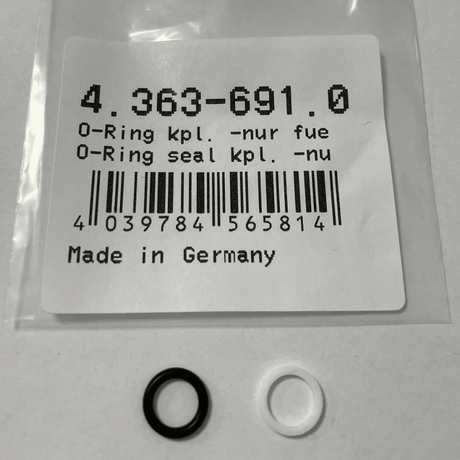 4.363-691.0
O-Ring kpl. -nur fue
O-Ring seal kpl. -nu
4 039784 565814
Made in Germany